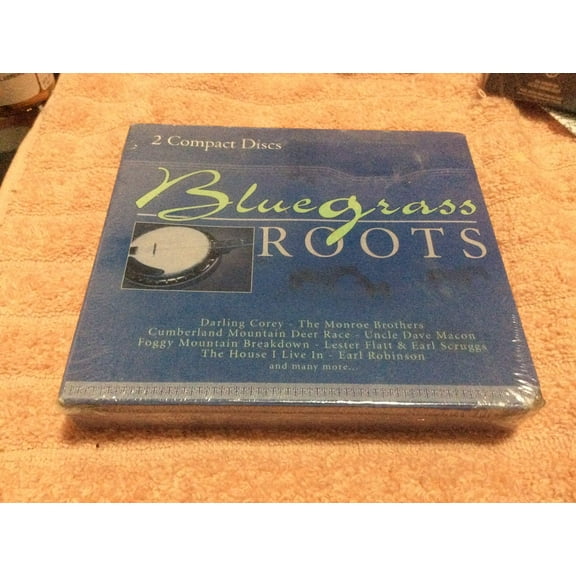 2 Compact Discs
Bluegrass
ROOTS
Darling Corey - The Monroe Brothers
Cumberland Mountain Deer Race - Uncle Dave Macon
Foggy Mountain Breakdown - Lester Flatt & Earl Scruggs
The House I Live In - Earl Robinson
and many more..